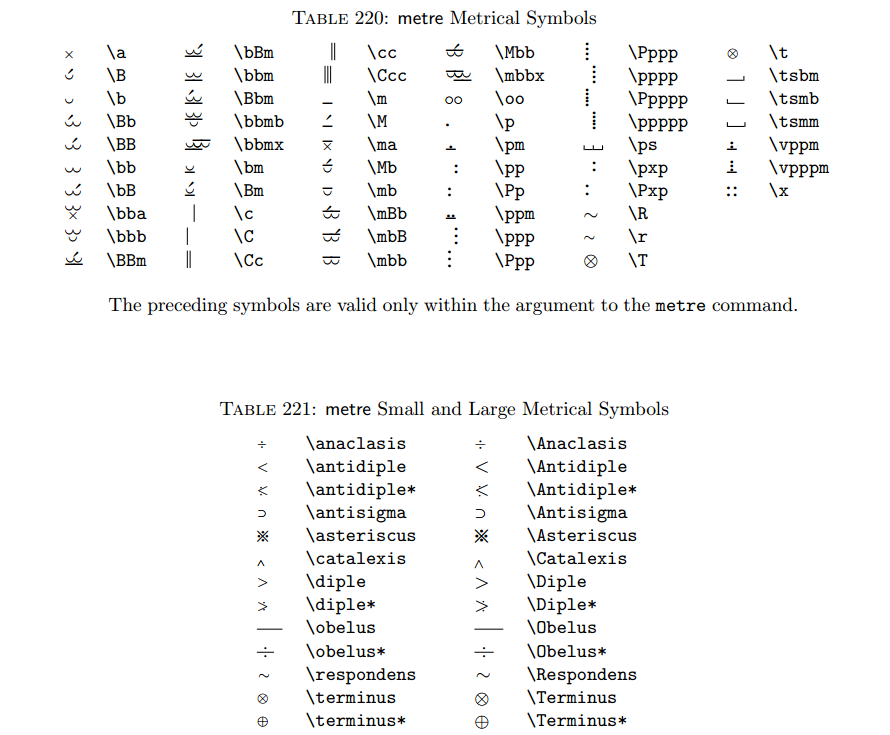 TABLE 220: metre Metrical Symbols
× \a \bBm \cc \Mbb \Pppp ⊗ \t
\B \bbm \Ccc \mbbx \pppp \tsbm
\b \Bbm \m \oo \Ppppp \tsmb
\Bb \bbmb \M \p \ppppp \tsmm
\BB \bbmx \ma \pm \ps \vppm
\bb \bm \Mb : \pp \pxp \vpppm
\bB \Bm \mb : \Pp \Pxp :: \x
\bba | \c \mBb \ppm ∼ \R
\bbb | \C \mbB ⋮ \ppp ∼ \r
\BBm ‖ \Cc \mbb ⋮ \Ppp ⊗ \T
The preceding symbols are valid only within the argument to the metre command.
TABLE 221: metre Small and Large Metrical Symbols
÷ \anaclasis ÷ \Anaclasis
< \antidiple < \Antidiple
\antidiple* \Antidiple*
⊃ \antisigma ⊃ \Antisigma
※ \asteriscus ※ \Asteriscus
∧ \catalexis ∧ \Catalexis
> \diple > \Diple
\diple* \Diple*
— \obelus — \Obelus
÷ \obelus* ÷ \Obelus*
∼ \respondens ∼ \Respondens
⊗ \terminus ⊗ \Terminus
⊕ \terminus* ⊕ \Terminus*